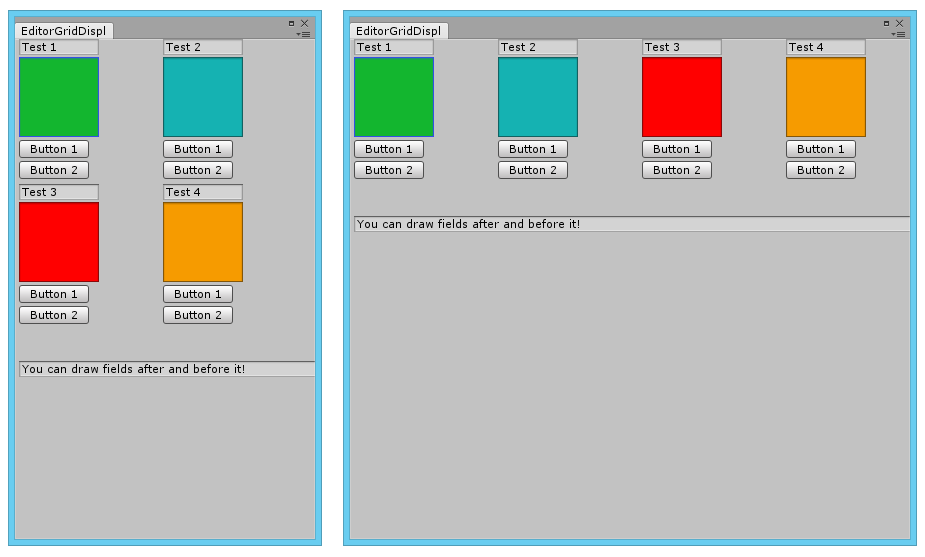 EditorGridDispl
Test 1 Test 2
Button 1 Button 1
Button 2 Button 2
Test 3 Test 4
Button 1 Button 1
Button 2 Button 2
You can draw fields after and before it!
EditorGridDispl
Test 1 Test 2 Test 3 Test 4
Button 1 Button 1 Button 1 Button 1
Button 2 Button 2 Button 2 Button 2
You can draw fields after and before it!